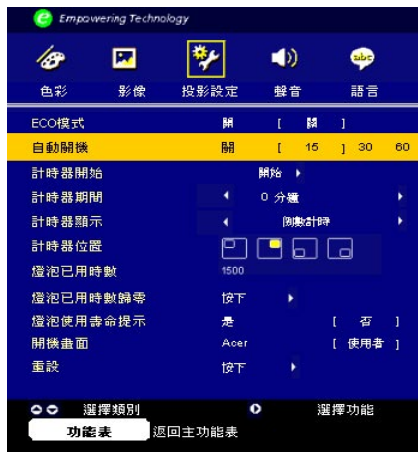 Empowering Technology
色彩 影像 投影設定 聲音 語言
abc
ECO模式 開 [ 關 ]
自動關機 關 [ 15 ] 30 60
計時器開始 開始
計時器期間 0 分鐘
計時器顯示 倒數計時
計時器位置
燈泡已用時數 1500
燈泡已用時數歸零 按下
燈泡使用壽命提示 是 [ 否 ]
開機畫面 Acer [ 使用者 ]
重設 按下
選擇類別 選擇功能
功能表 返回主功能表